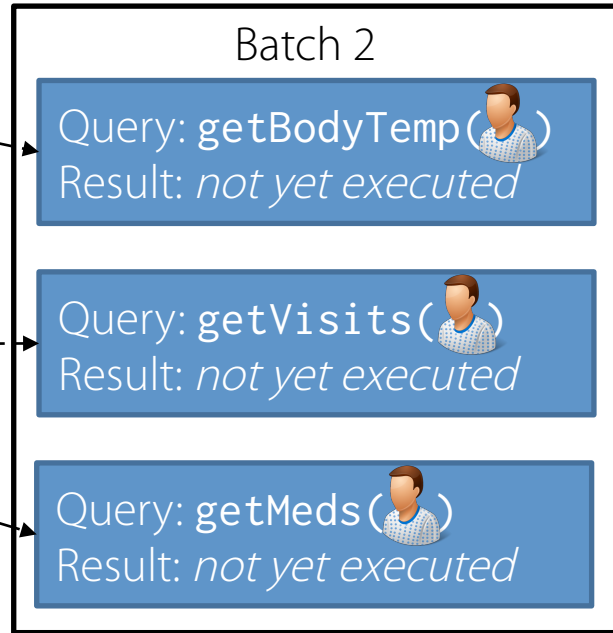 Batch 2
Query: getBodyTemp( )
Result: not yet executed
Query: getVisits( )
Result: not yet executed
Query: getMeds( )
Result: not yet executed